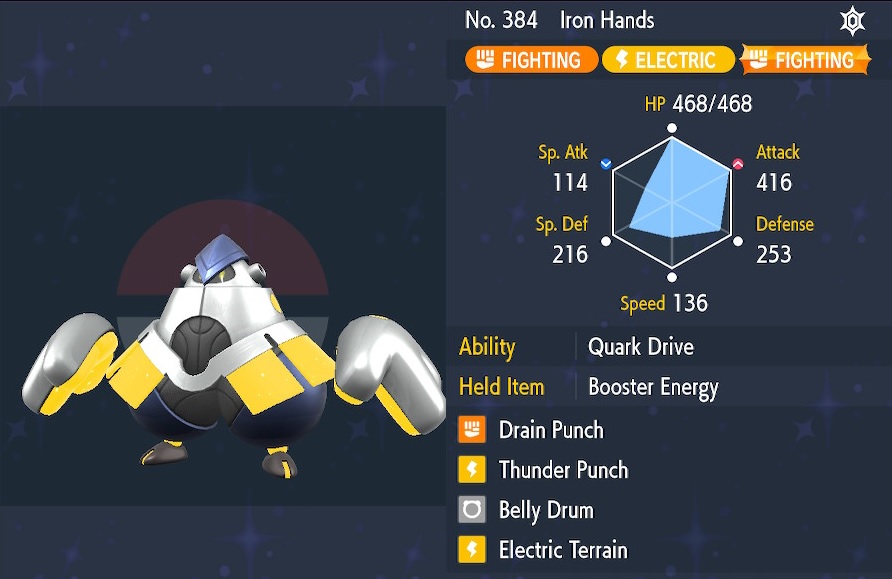 No. 384 Iron Hands
FIGHTING ELECTRIC FIGHTING
HP 468/468
Sp. Atk
114
Attack
416
Sp. Def
216
Defense
253
Speed 136
Ability Quark Drive
Held Item Booster Energy
Drain Punch
Thunder Punch
Belly Drum
Electric Terrain